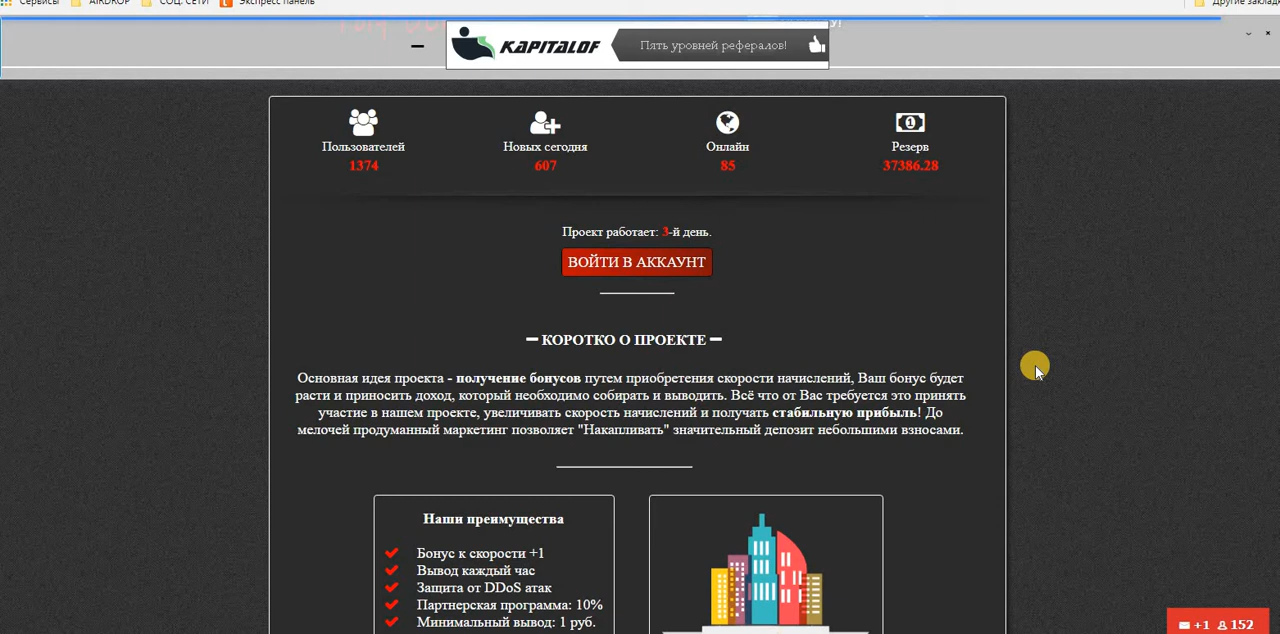 Сервисы AIRDROP СОЦ. СЕТИ Экспресс панель Другие заклад
KAPITALOF Пять уровней рефералов!
Пользователей Новых сегодня Онлайн Резерв
1374 607 85 37386.28
Проект работает: 3-й день.
ВОЙТИ В АККАУНТ
КОРОТКО О ПРОЕКТЕ
Основная идея проекта - получение бонусов путем приобретения скорости начислений, Ваш бонус будет
расти и приносить доход, который необходимо собирать и выводить. Всё что от Вас требуется это принять
участие в нашем проекте, увеличивать скорость начислений и получать стабильную прибыль! До
мелочей продуманный маркетинг позволяет "Накапливать" значительный депозит небольшими взносами.
Наши преимущества
Бонус к скорости +1
Вывод каждый час
Защита от DDoS атак
Партнерская программа: 10%
Минимальный вывод: 1 руб.
+1 152